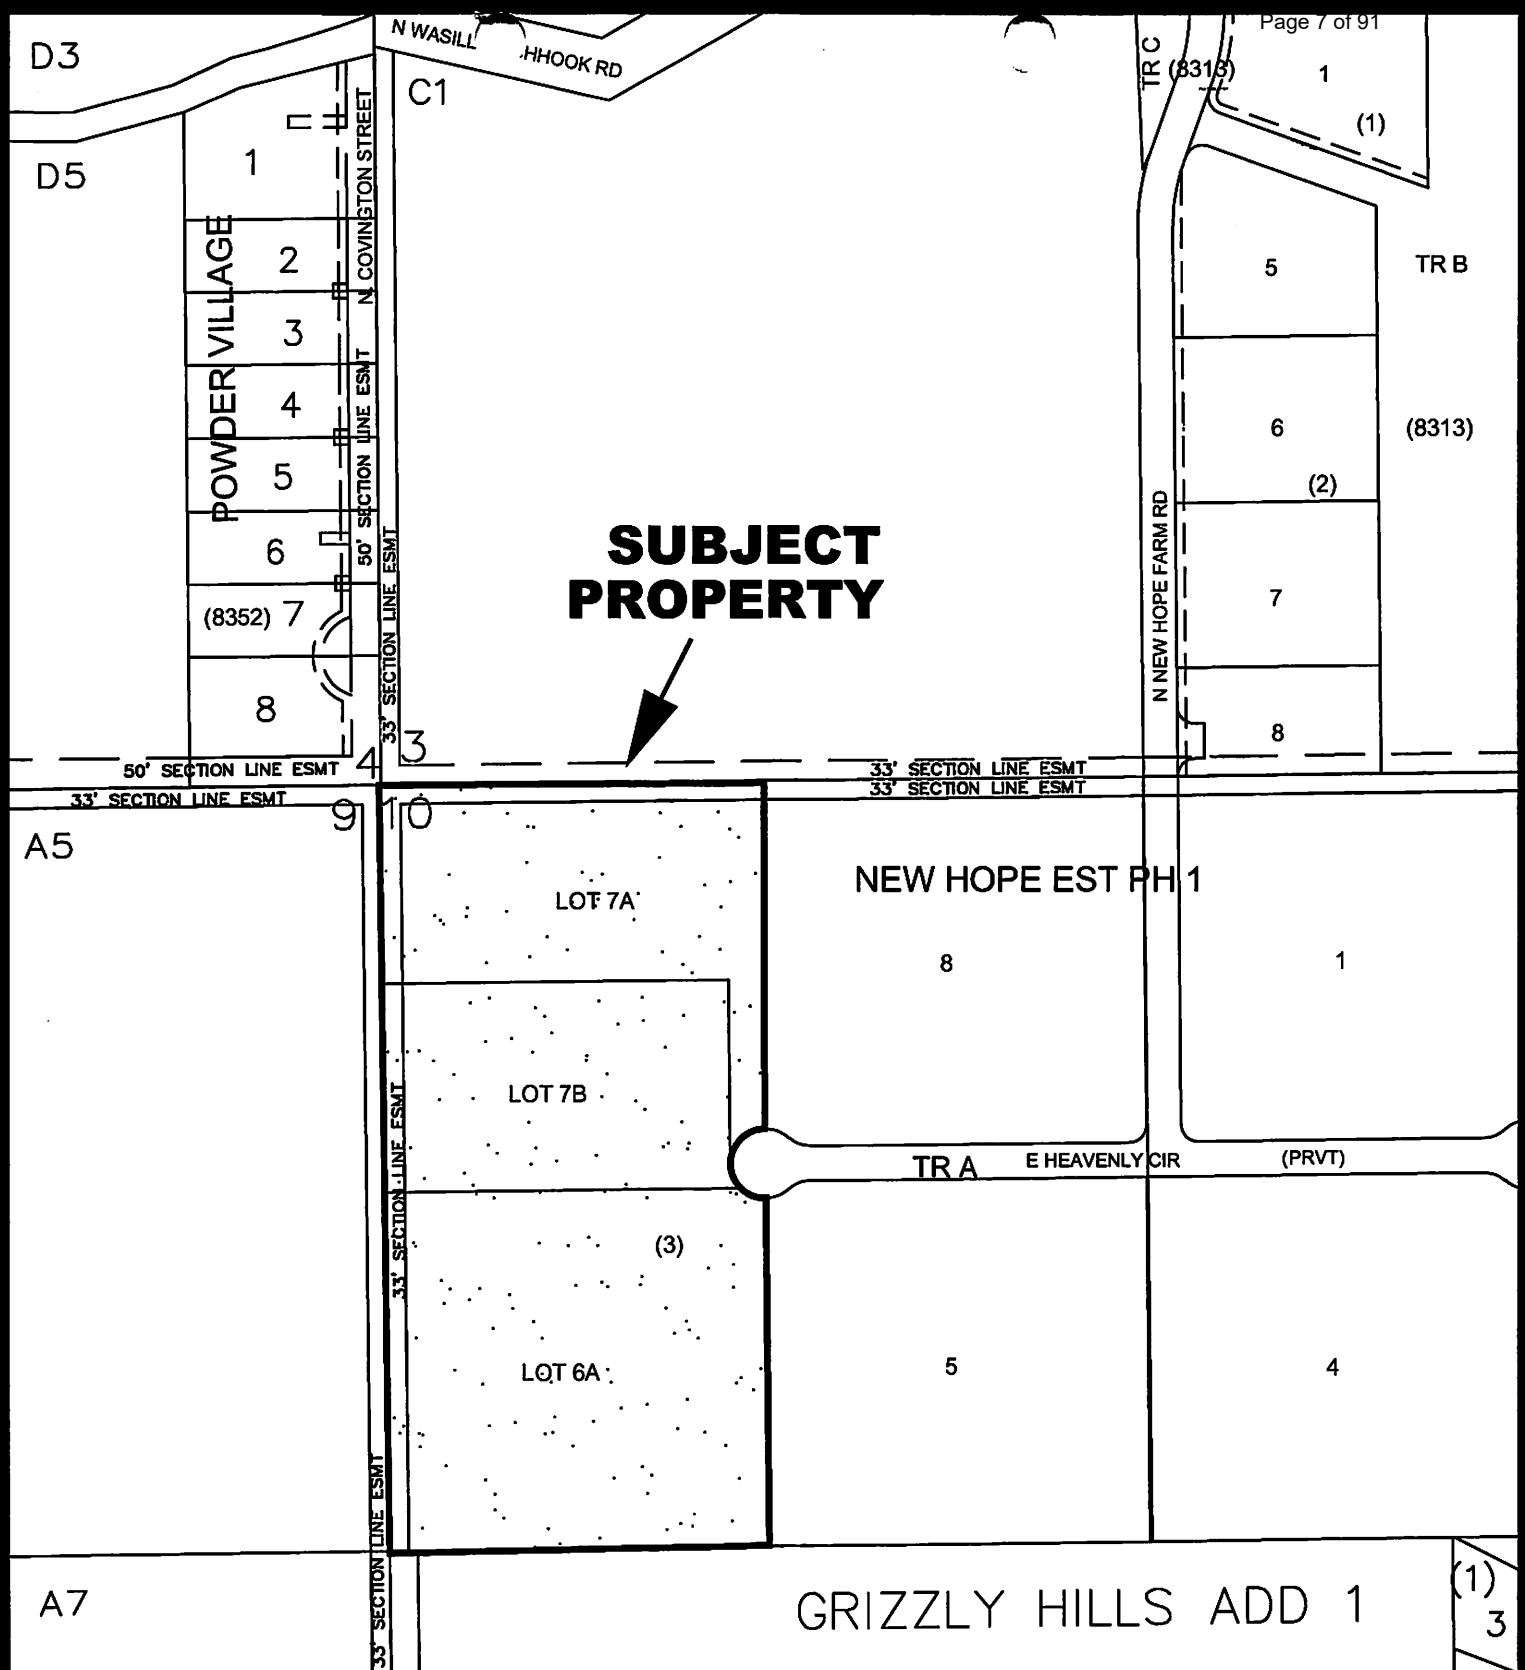 Page 7 of 91
D3
N WASILL
HHOOK RD
TR C
(8313)
1
C1
(1)
D5
1
N. COVINGTON STREET
POWDER VILLAGE
2
5
TR B
3
50' SECTION LINE ESMT
4
6
(8313)
5
(2)
N NEW HOPE FARM RD
6
33' SECTION LINE ESMT
SUBJECT
PROPERTY
7
(8352) 7
8
8
4 3
50' SECTION LINE ESMT
33' SECTION LINE ESMT
33' SECTION LINE ESMT
33' SECTION LINE ESMT
9 10
A5
NEW HOPE EST PH 1
LOT 7A
8
1
LOT 7B
33' SECTION LINE ESMT
TR A
E HEAVENLY CIR
(PRVT)
(3)
LOT 6A
5
4
33' SECTION LINE ESMT
33' SECTION LINE ESMT
A7
GRIZZLY HILLS ADD 1
(1)
3